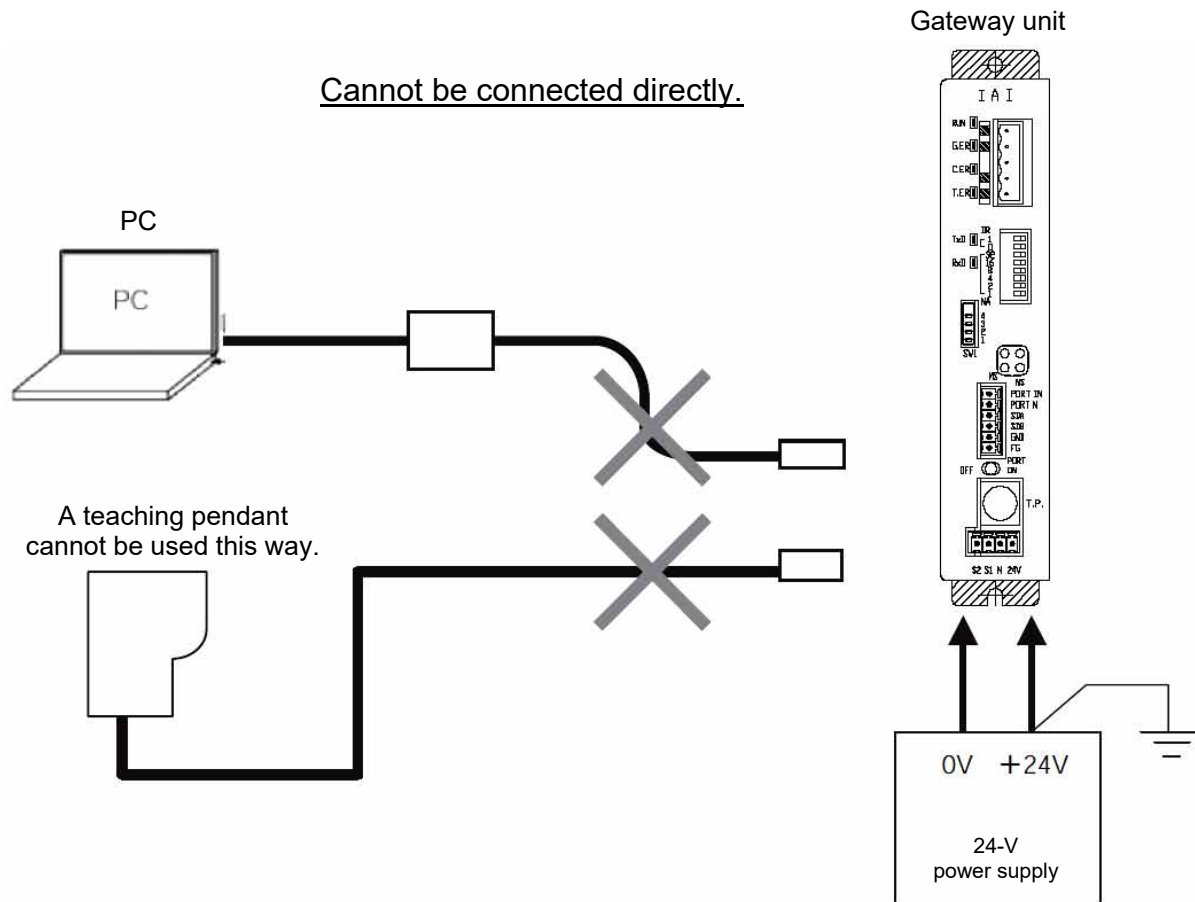 Gateway unit
Cannot be connected directly.
I A I
RUN
G.ER
C.ER
T.ER
PC
PC
TxD
RxD
NA
SW1
MS
NS
PORT IN
PORT N
SDA
SDB
GND
FG
OFF
PORT
ON
T.P.
S2 S1 N 24V
A teaching pendant
cannot be used this way.
0V +24V
24-V
power supply